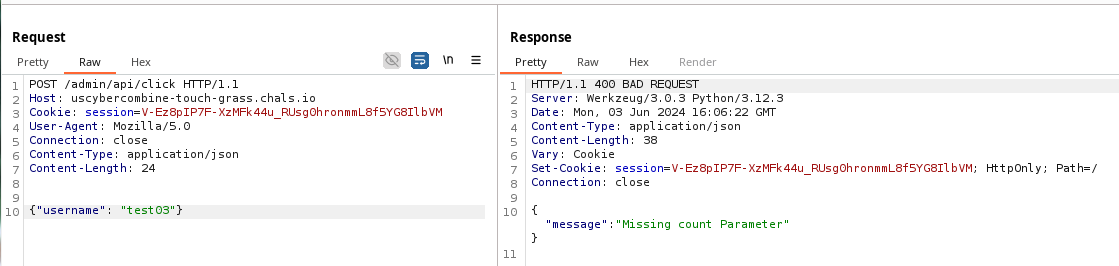 Request
Pretty Raw Hex \n
1 POST /admin/api/click HTTP/1.1
2 Host: uscybercombine-touch-grass.chals.io
3 Cookie: session=V-Ez8pIP7F-XzMFk44u_RUsg0hronmmL8f5YG8IlbVM
4 User-Agent: Mozilla/5.0
5 Connection: close
6 Content-Type: application/json
7 Content-Length: 24
8
9
10 {"username": "test03"}
Response
Pretty Raw Hex Render
1 HTTP/1.1 400 BAD REQUEST
2 Server: Werkzeug/3.0.3 Python/3.12.3
3 Date: Mon, 03 Jun 2024 16:06:22 GMT
4 Content-Type: application/json
5 Content-Length: 38
6 Vary: Cookie
7 Set-Cookie: session=V-Ez8pIP7F-XzMFk44u_RUsg0hronmmL8f5YG8IlbVM; HttpOnly; Path=/
8 Connection: close
9
10 {
"message":"Missing count Parameter"
}
11